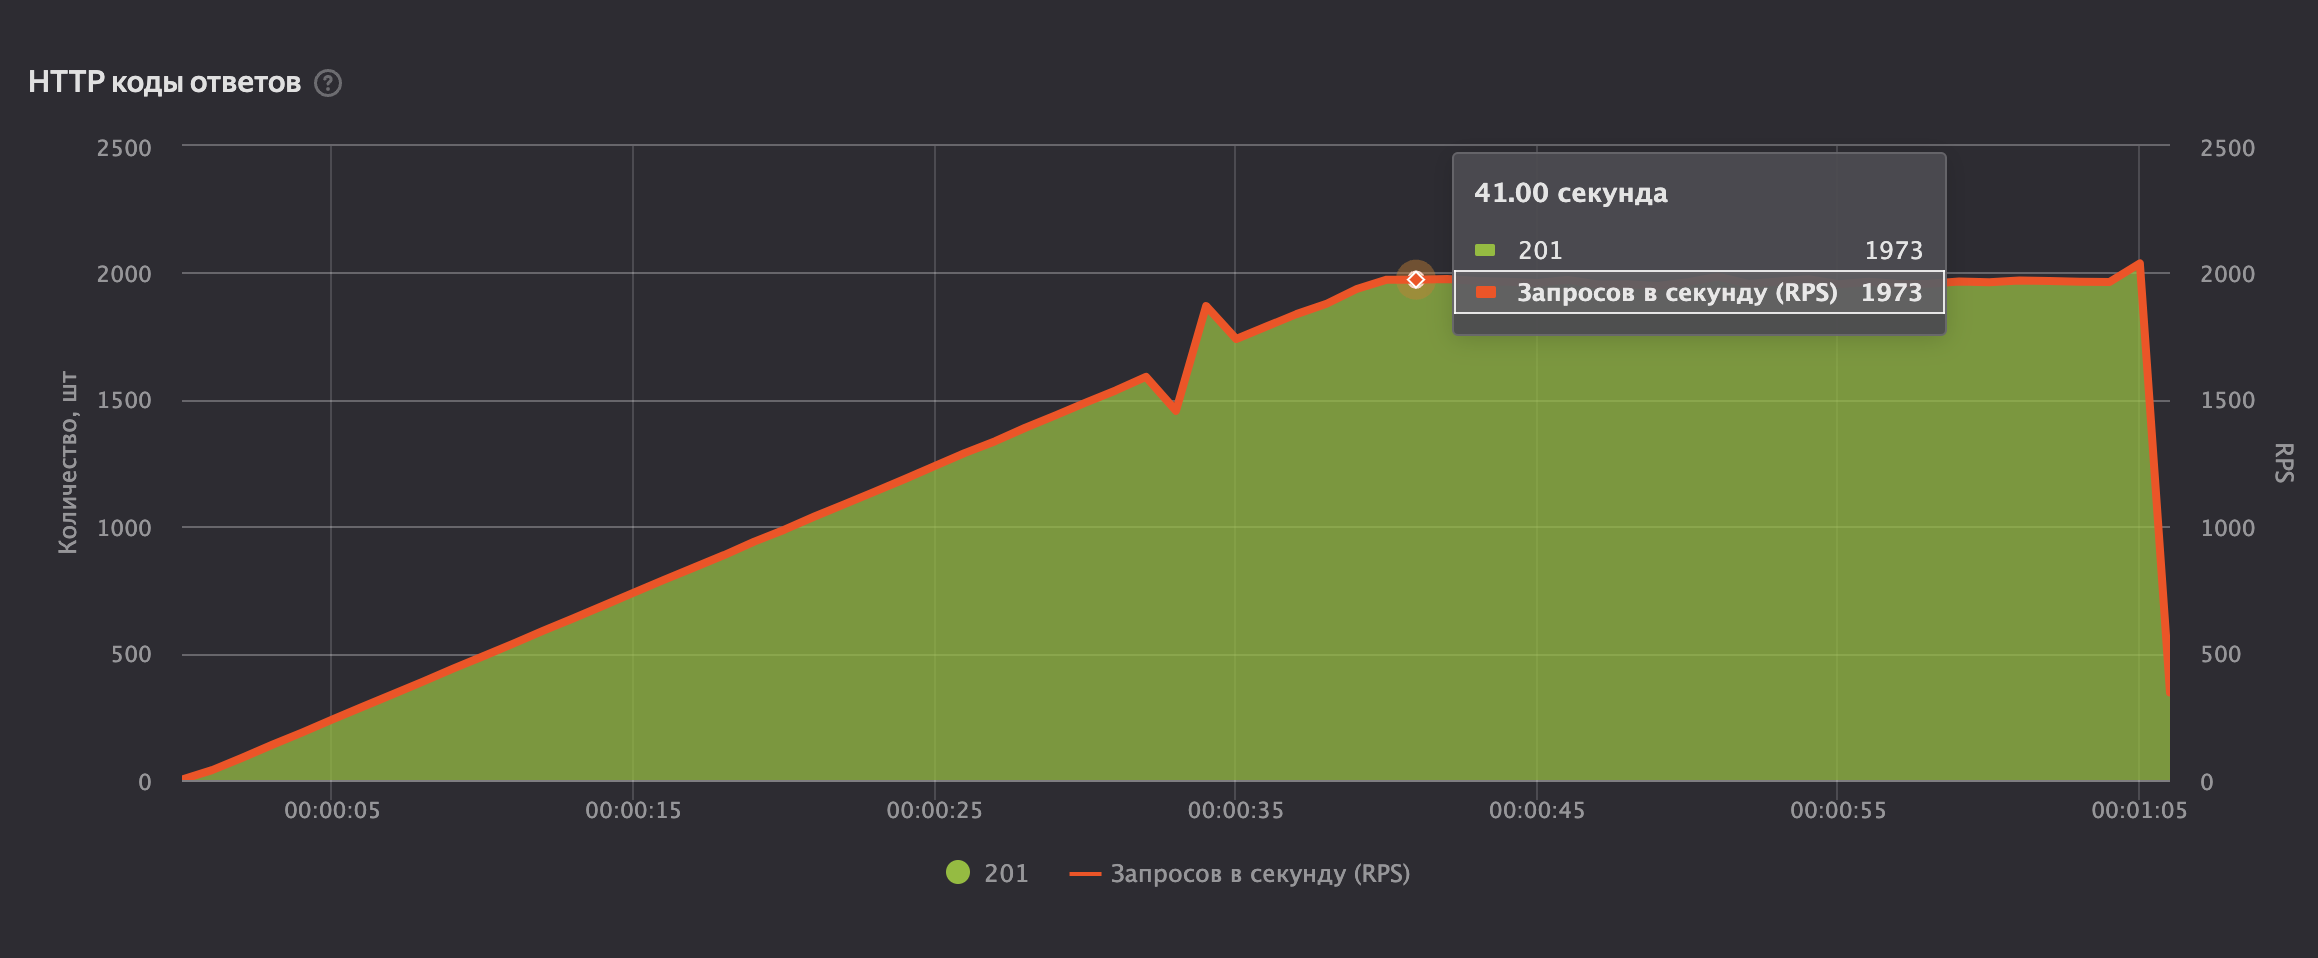 HTTP коды ответов ?
2500
2000
1500
1000
500
0
Количество, шт
2500
2000
1500
1000
500
0
RPS
41.00 секунда
201 1973
Запросов в секунду (RPS) 1973
00:00:05 00:00:15 00:00:25 00:00:35 00:00:45 00:00:55 00:01:05
201 Запросов в секунду (RPS)